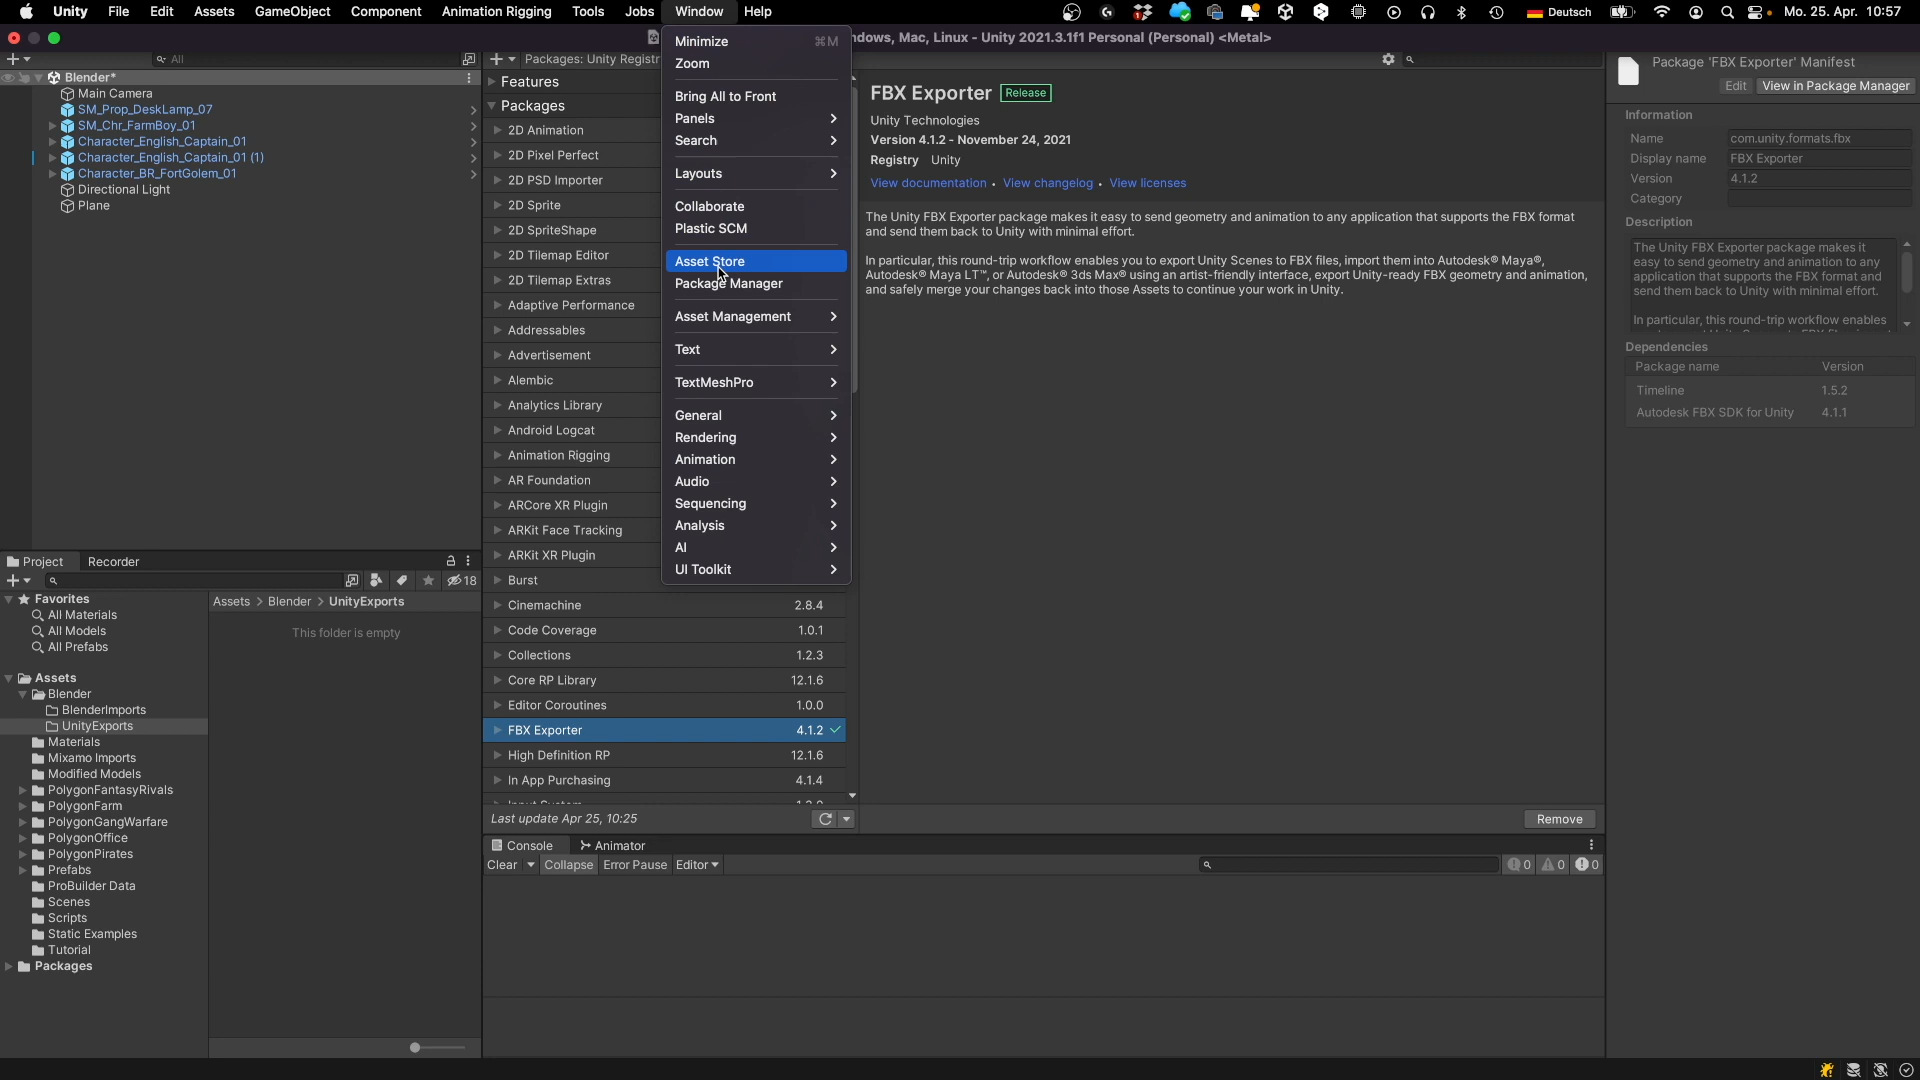 Unity File Edit Assets GameObject Component Animation Rigging Tools Jobs Window Help Deutsch Mo. 25. Apr. 10:57
dows, Mac, Linux - Unity 2021.3.1f1 Personal (Personal) <Metal>
All
Blender*
Main Camera
SM_Prop_DeskLamp_07
SM_Chr_FarmBoy_01
Character_English_Captain_01
Character_English_Captain_01 (1)
Character_BR_FortGolem_01
Directional Light
Plane
Packages: Unity Registr
Features
Packages
2D Animation
2D Pixel Perfect
2D PSD Importer
2D Sprite
2D SpriteShape
2D Tilemap Editor
2D Tilemap Extras
Adaptive Performance
Addressables
Advertisement
Alembic
Analytics Library
Android Logcat
Animation Rigging
AR Foundation
ARCore XR Plugin
ARKit Face Tracking
ARKit XR Plugin
Burst
Cinemachine 2.8.4
Code Coverage 1.0.1
Collections 1.2.3
Core RP Library 12.1.6
Editor Coroutines 1.0.0
FBX Exporter 4.1.2
High Definition RP 12.1.6
In App Purchasing 4.1.4
Last update Apr 25, 10:25
Minimize ⌘M
Zoom
Bring All to Front
Panels
Search
Layouts
Collaborate
Plastic SCM
Asset Store
Package Manager
Asset Management
Text
TextMeshPro
General
Rendering
Animation
Audio
Sequencing
Analysis
AI
UI Toolkit
FBX Exporter Release
Unity Technologies
Version 4.1.2 - November 24, 2021
Registry Unity
View documentation • View changelog • View licenses
The Unity FBX Exporter package makes it easy to send geometry and animation to any application that supports the FBX format
and send them back to Unity with minimal effort.
In particular, this round-trip workflow enables you to export Unity Scenes to FBX files, import them into Autodesk® Maya®,
Autodesk® Maya LT™, or Autodesk® 3ds Max® using an artist-friendly interface, export Unity-ready FBX geometry and animation,
and safely merge your changes back into those Assets to continue your work in Unity.
Remove
Package 'FBX Exporter' Manifest
Edit View in Package Manager
Information
Name com.unity.formats.fbx
Display name FBX Exporter
Version 4.1.2
Category
Description
The Unity FBX Exporter package makes it
easy to send geometry and animation to any
application that supports the FBX format and
send them back to Unity with minimal effort.
In particular, this round-trip workflow enables
Dependencies
Package name Version
Timeline 1.5.2
Autodesk FBX SDK for Unity 4.1.1
Project Recorder
18
Favorites
All Materials
All Models
All Prefabs
Assets
Blender
BlenderImports
UnityExports
Materials
Mixamo Imports
Modified Models
PolygonFantasyRivals
PolygonFarm
PolygonGangWarfare
PolygonOffice
PolygonPirates
Prefabs
ProBuilder Data
Scenes
Scripts
Static Examples
Tutorial
Packages
Assets > Blender > UnityExports
This folder is empty
Console Animator
Clear Collapse Error Pause Editor 0 0 0